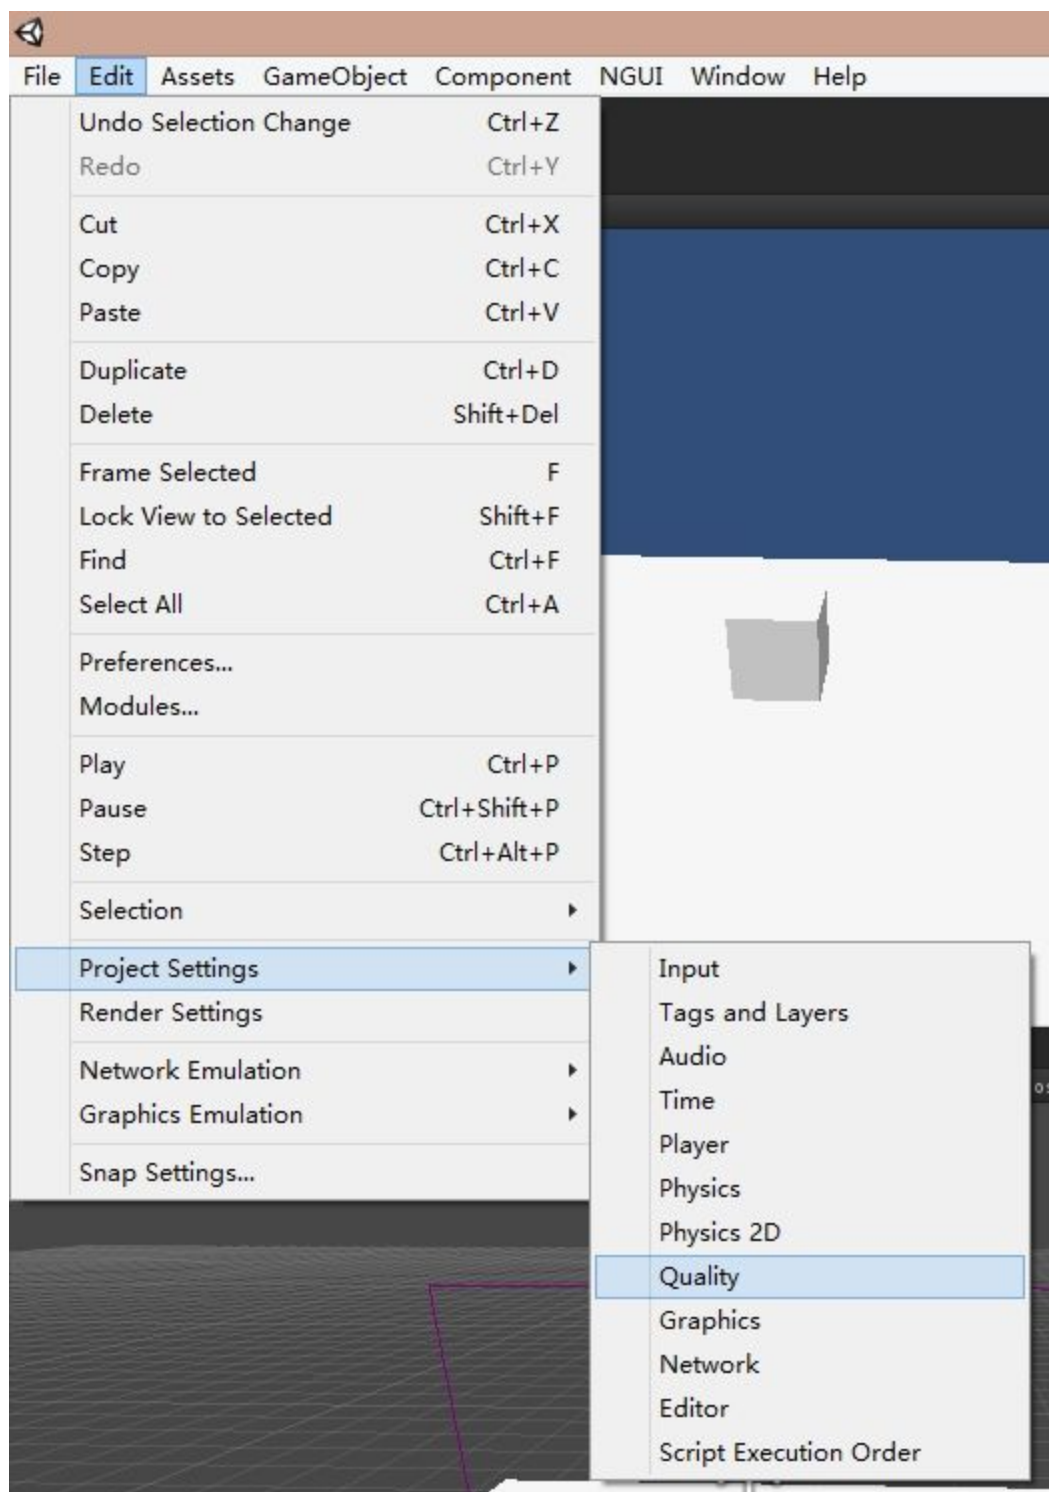 File Edit Assets GameObject Component NGUI Window Help
Undo Selection Change Ctrl+Z
Redo Ctrl+Y
Cut Ctrl+X
Copy Ctrl+C
Paste Ctrl+V
Duplicate Ctrl+D
Delete Shift+Del
Frame Selected F
Lock View to Selected Shift+F
Find Ctrl+F
Select All Ctrl+A
Preferences...
Modules...
Play Ctrl+P
Pause Ctrl+Shift+P
Step Ctrl+Alt+P
Selection
Project Settings
Render Settings
Network Emulation
Graphics Emulation
Snap Settings...
Input
Tags and Layers
Audio
Time
Player
Physics
Physics 2D
Quality
Graphics
Network
Editor
Script Execution Order